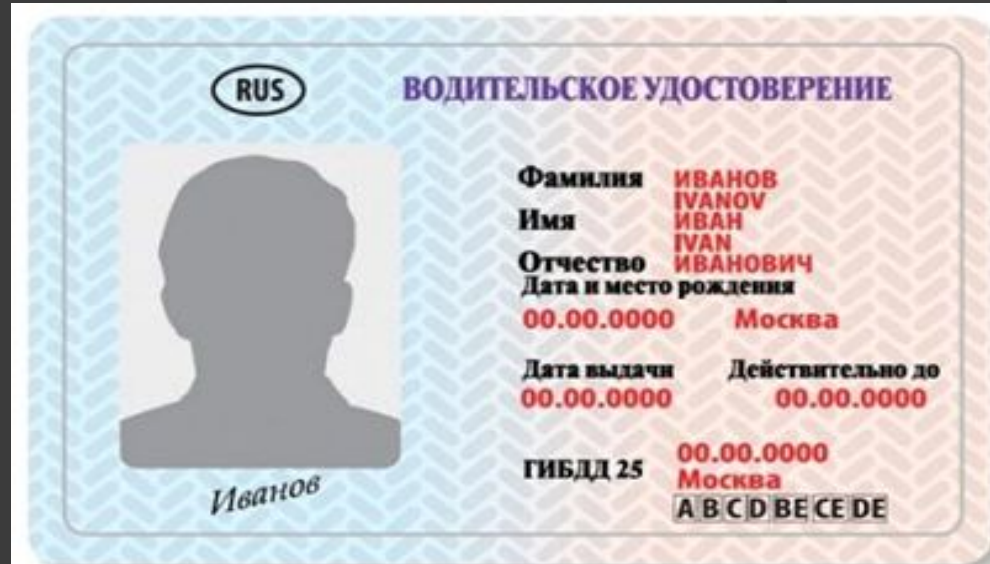 RUS
ВОДИТЕЛЬСКОЕ УДОСТОВЕРЕНИЕ
Фамилия ИВАНОВ
IVANOV
Имя ИВАН
IVAN
Отчество ИВАНОВИЧ
Дата и место рождения
00.00.0000 Москва
Дата выдачи Действительно до
00.00.0000 00.00.0000
ГИБДД 25 00.00.0000
Москва
A B C D BE CE DE
Иванов